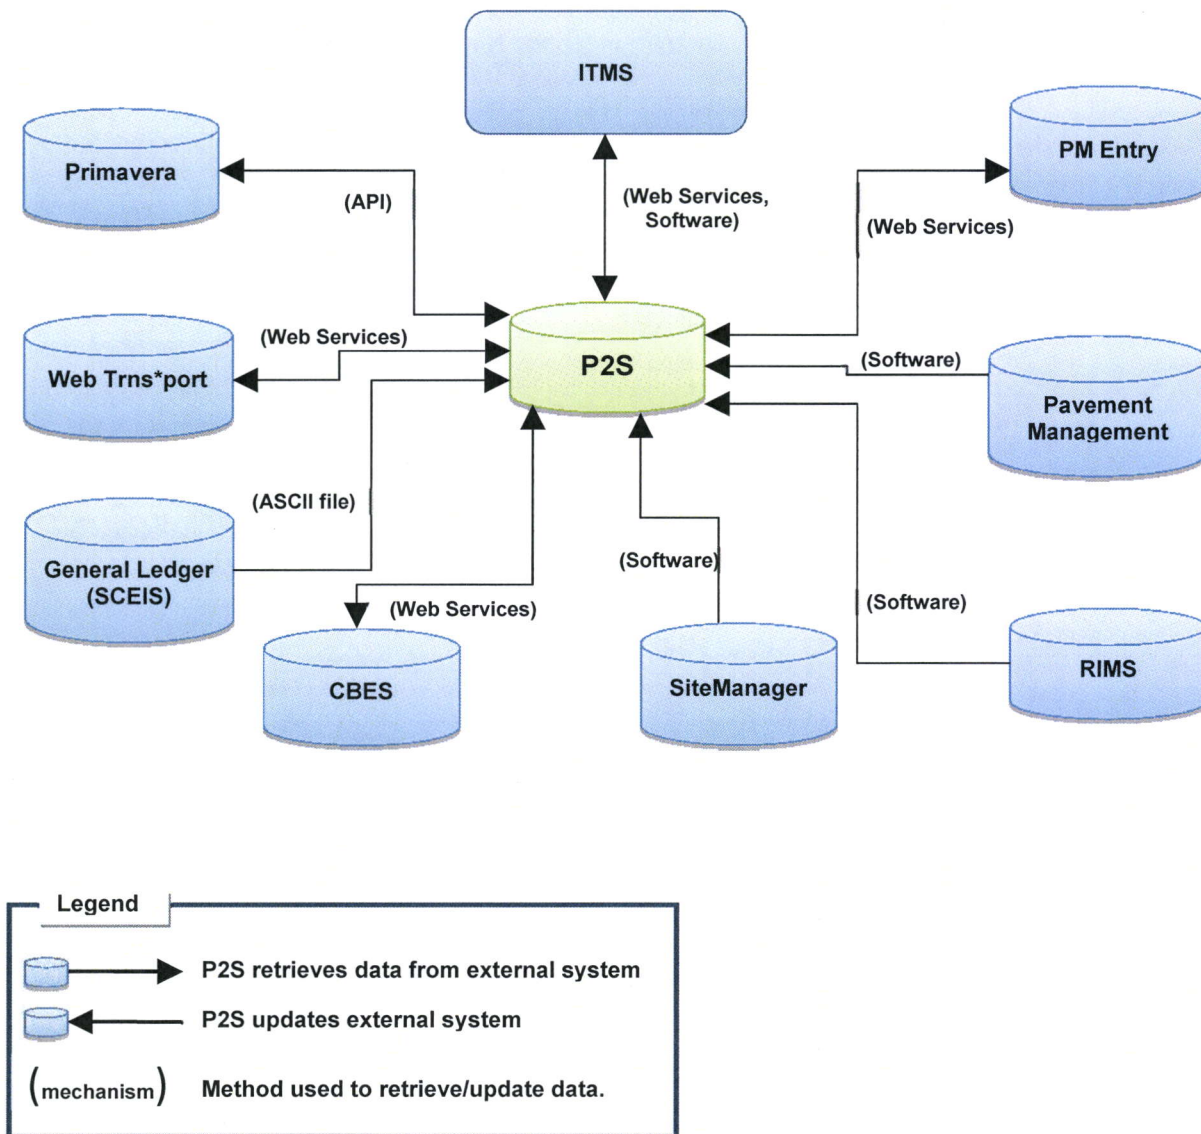 ITMS
Primavera
PM Entry
(API)
(Web Services,
Software)
(Web Services)
(Web Services)
P2S
(Software)
Web Trns*port
Pavement
Management
(ASCII file)
General Ledger
(SCEIS)
(Software)
(Web Services)
(Software)
CBES
SiteManager
RIMS
Legend
P2S retrieves data from external system
P2S updates external system
(mechanism) Method used to retrieve/update data.